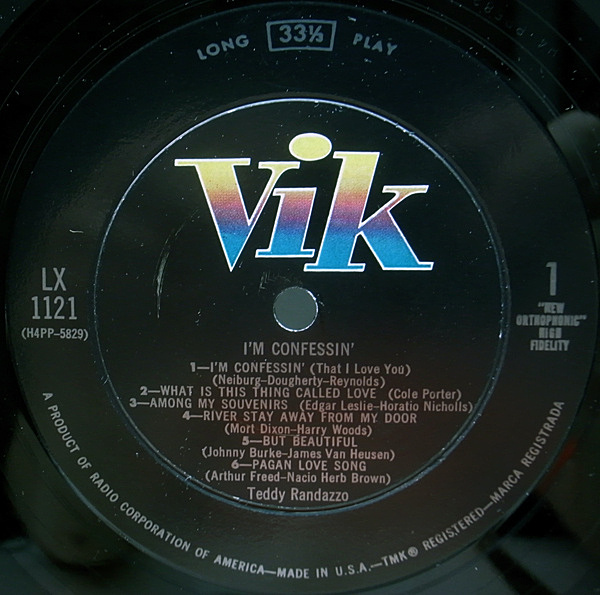 LONG 33⅓ PLAY
Vik
LX
1121
(H4PP-5829)
1
"NEW
ORTHOPHONIC"
HIGH
FIDELITY
I'M CONFESSIN'
1—I'M CONFESSIN' (That I Love You)
(Neiburg-Dougherty-Reynolds)
2—WHAT IS THIS THING CALLED LOVE (Cole Porter)
3—AMONG MY SOUVENIRS (Edgar Leslie-Horatio Nicholls)
4—RIVER STAY AWAY FROM MY DOOR
(Mort Dixon-Harry Woods)
5—BUT BEAUTIFUL
(Johnny Burke-James Van Heusen)
6—PAGAN LOVE SONG
(Arthur Freed-Nacio Herb Brown)
Teddy Randazzo
A PRODUCT OF RADIO CORPORATION OF AMERICA—MADE IN U.S.A.—TMK® REGISTERED—MARCA REGISTRADA